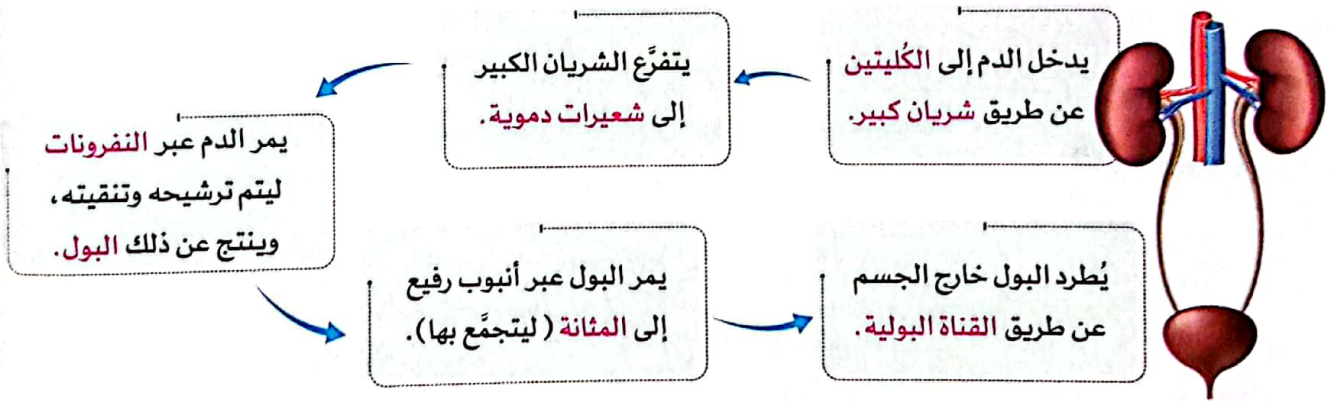 يدخل الدم إلى الكُليتين
عن طريق شريان كبير.
يتفرَّع الشريان الكبير
إلى شعيرات دموية.
يمر الدم عبر النفرونات
ليتم ترشيحه وتنقيته،
وينتج عن ذلك البول.
يمر البول عبر أنبوب رفيع
إلى المثانة (ليتجمَّع بها).
يُطرد البول خارج الجسم
عن طريق القناة البولية.